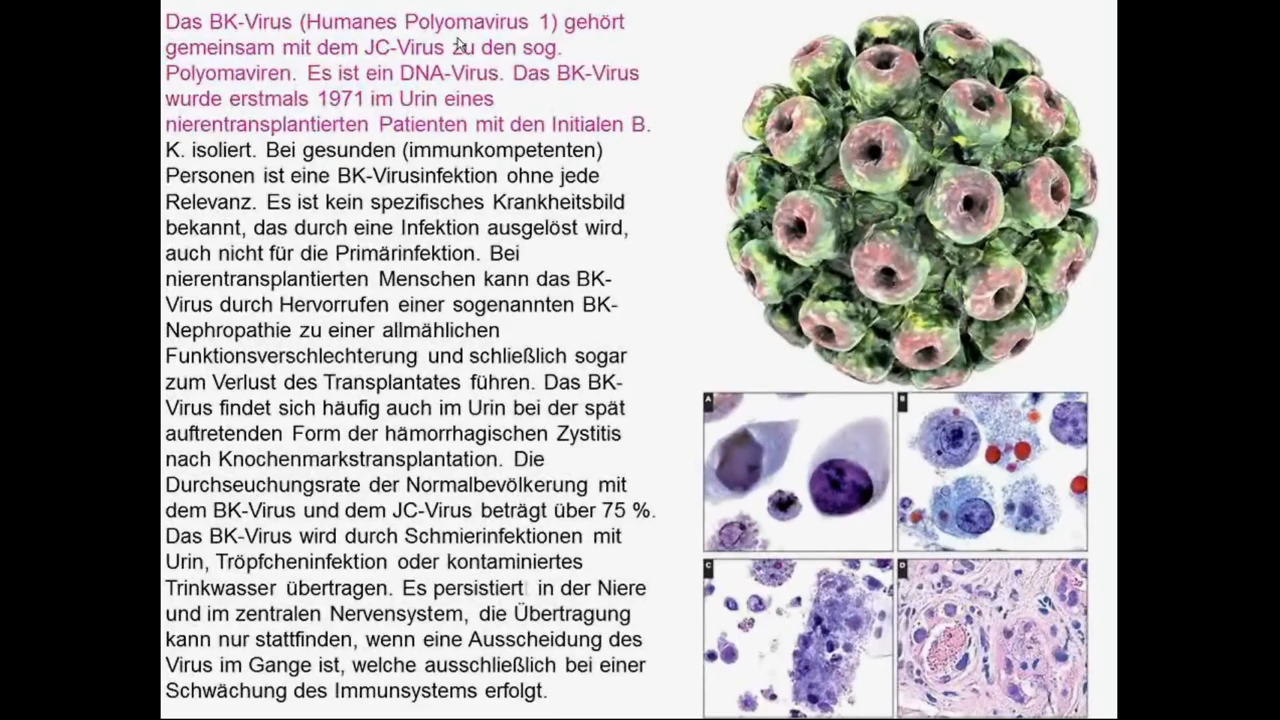 Das BK-Virus (Humanes Polyomavirus 1) gehört
gemeinsam mit dem JC-Virus zu den sog.
Polyomaviren. Es ist ein DNA-Virus. Das BK-Virus
wurde erstmals 1971 im Urin eines
nierentransplantierten Patienten mit den Initialen B.
K. isoliert. Bei gesunden (immunkompetenten)
Personen ist eine BK-Virusinfektion ohne jede
Relevanz. Es ist kein spezifisches Krankheitsbild
bekannt, das durch eine Infektion ausgelöst wird,
auch nicht für die Primärinfektion. Bei
nierentransplantierten Menschen kann das BK-
Virus durch Hervorrufen einer sogenannten BK-
Nephropathie zu einer allmählichen
Funktionsverschlechterung und schließlich sogar
zum Verlust des Transplantates führen. Das BK-
Virus findet sich häufig auch im Urin bei der spät
auftretenden Form der hämorrhagischen Zystitis
nach Knochenmarkstransplantation. Die
Durchseuchungsrate der Normalbevölkerung mit
dem BK-Virus und dem JC-Virus beträgt über 75 %.
Das BK-Virus wird durch Schmierinfektionen mit
Urin, Tröpfcheninfektion oder kontaminiertes
Trinkwasser übertragen. Es persistiert in der Niere
und im zentralen Nervensystem, die Übertragung
kann nur stattfinden, wenn eine Ausscheidung des
Virus im Gange ist, welche ausschließlich bei einer
Schwächung des Immunsystems erfolgt.
A
B
C
D